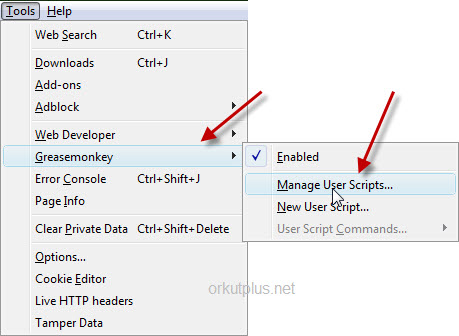 Tools Help
Web Search Ctrl+K
Downloads Ctrl+J
Add-ons
Adblock
Web Developer
Greasemonkey
Enabled
Error Console Ctrl+Shift+J
Manage User Scripts...
Page Info
New User Script...
Clear Private Data Ctrl+Shift+Delete
User Script Commands...
Options...
Cookie Editor
orkutplus.net
Live HTTP headers
Tamper Data